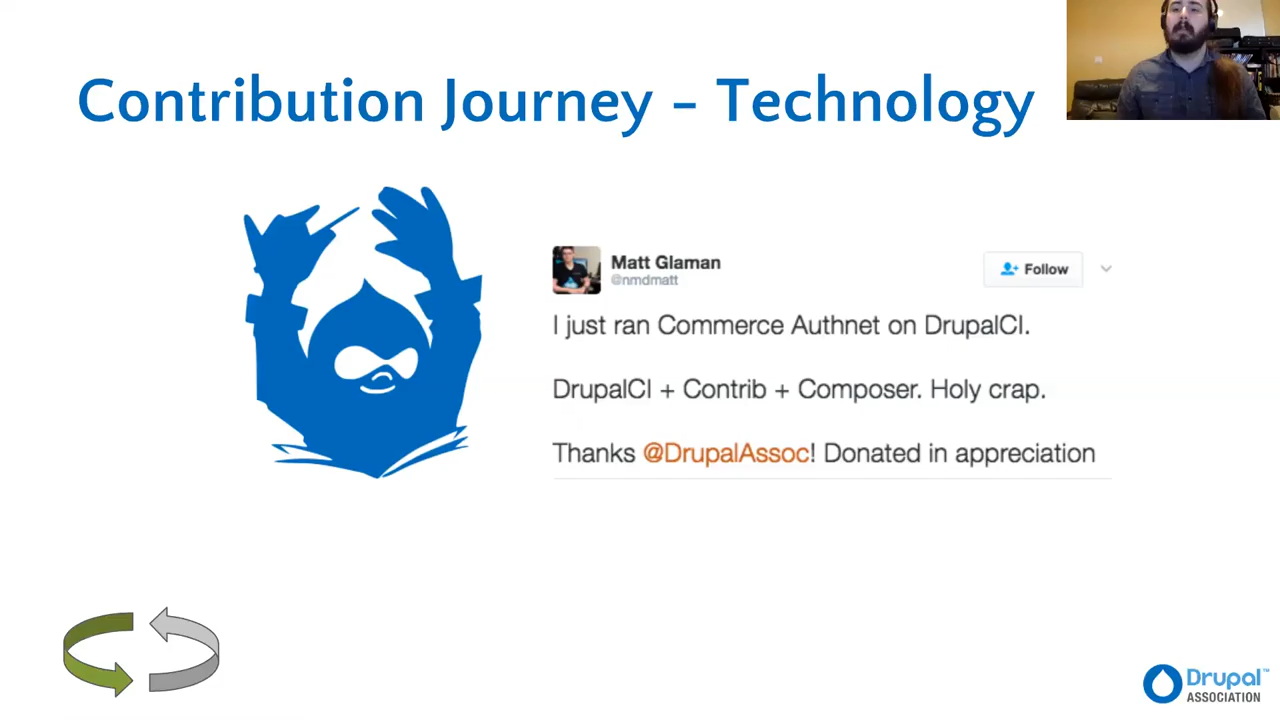 Contribution Journey - Technology
Matt Glaman
@nmdmatt
Follow
I just ran Commerce Authnet on DrupalCI.
DrupalCI + Contrib + Composer. Holy crap.
Thanks @DrupalAssoc! Donated in appreciation
Drupal™
ASSOCIATION